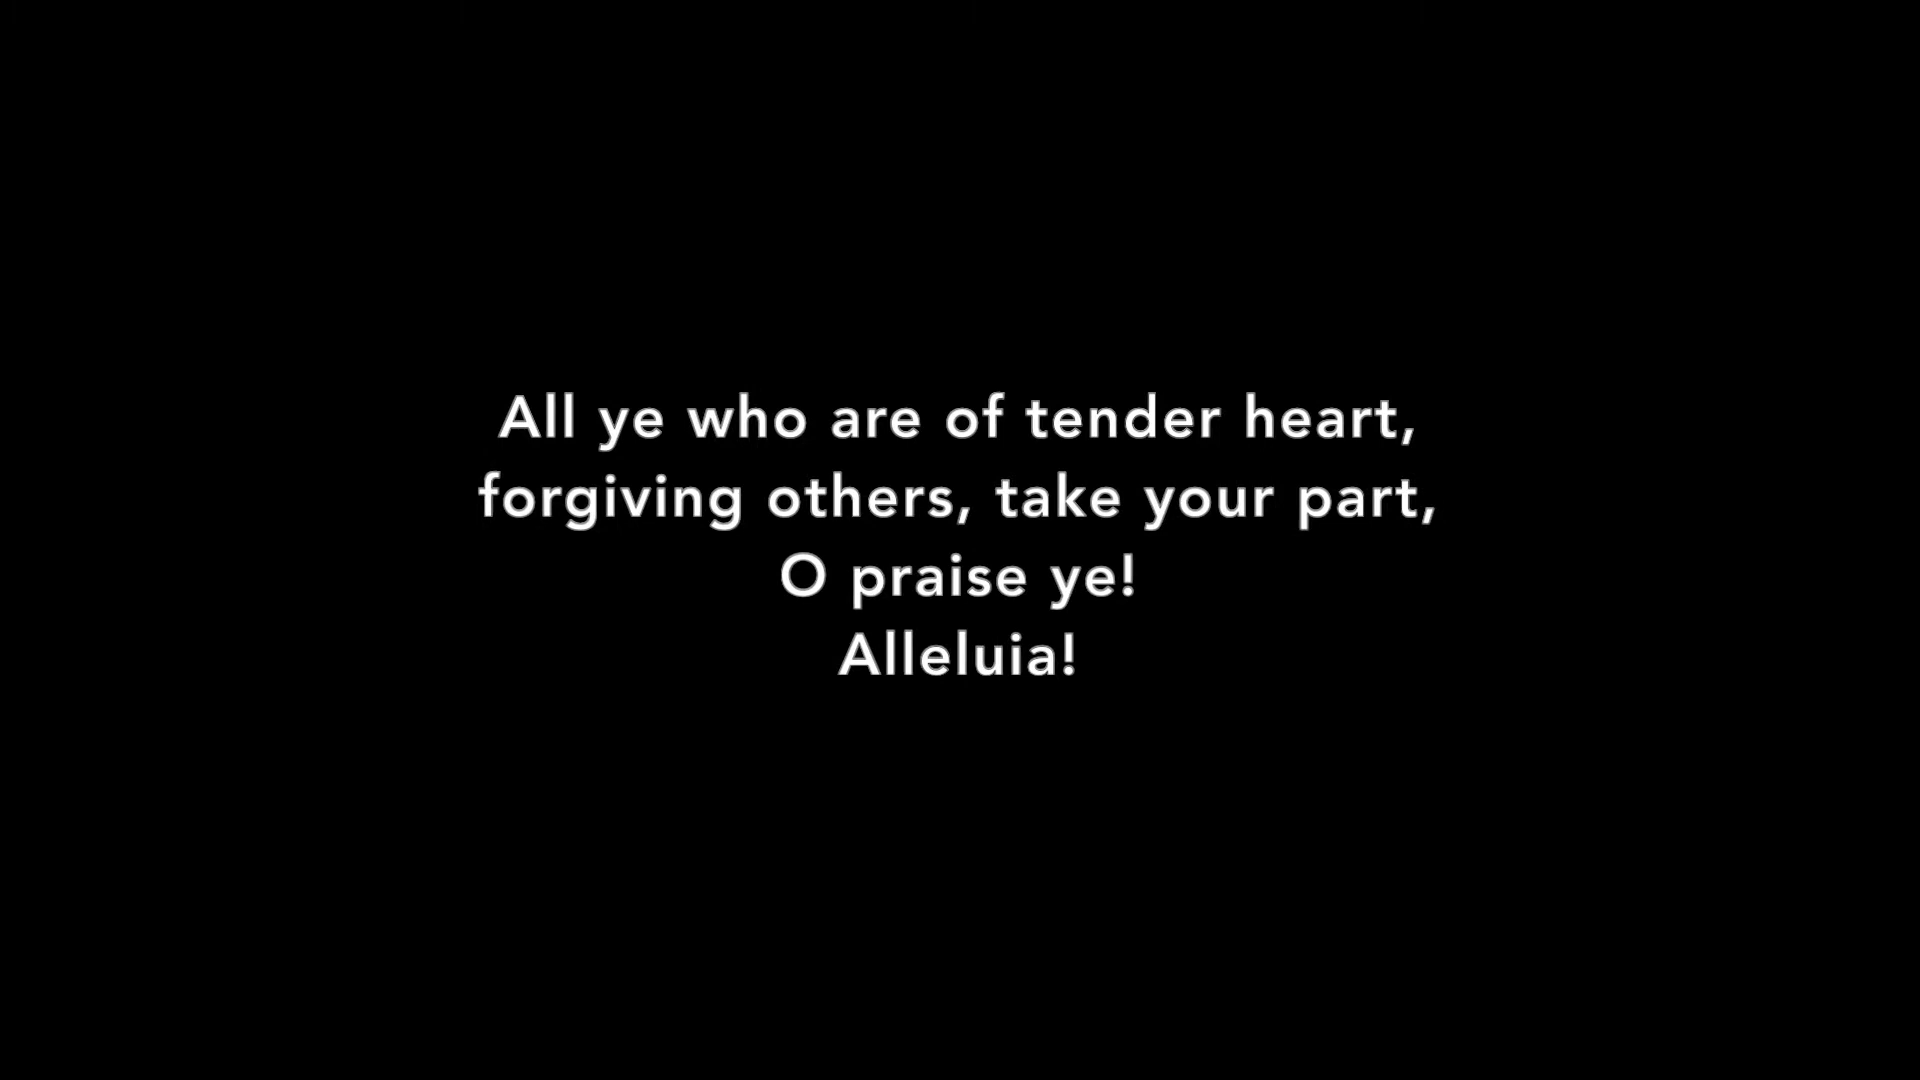 All ye who are of tender heart,
forgiving others, take your part,
O praise ye!
Alleluia!